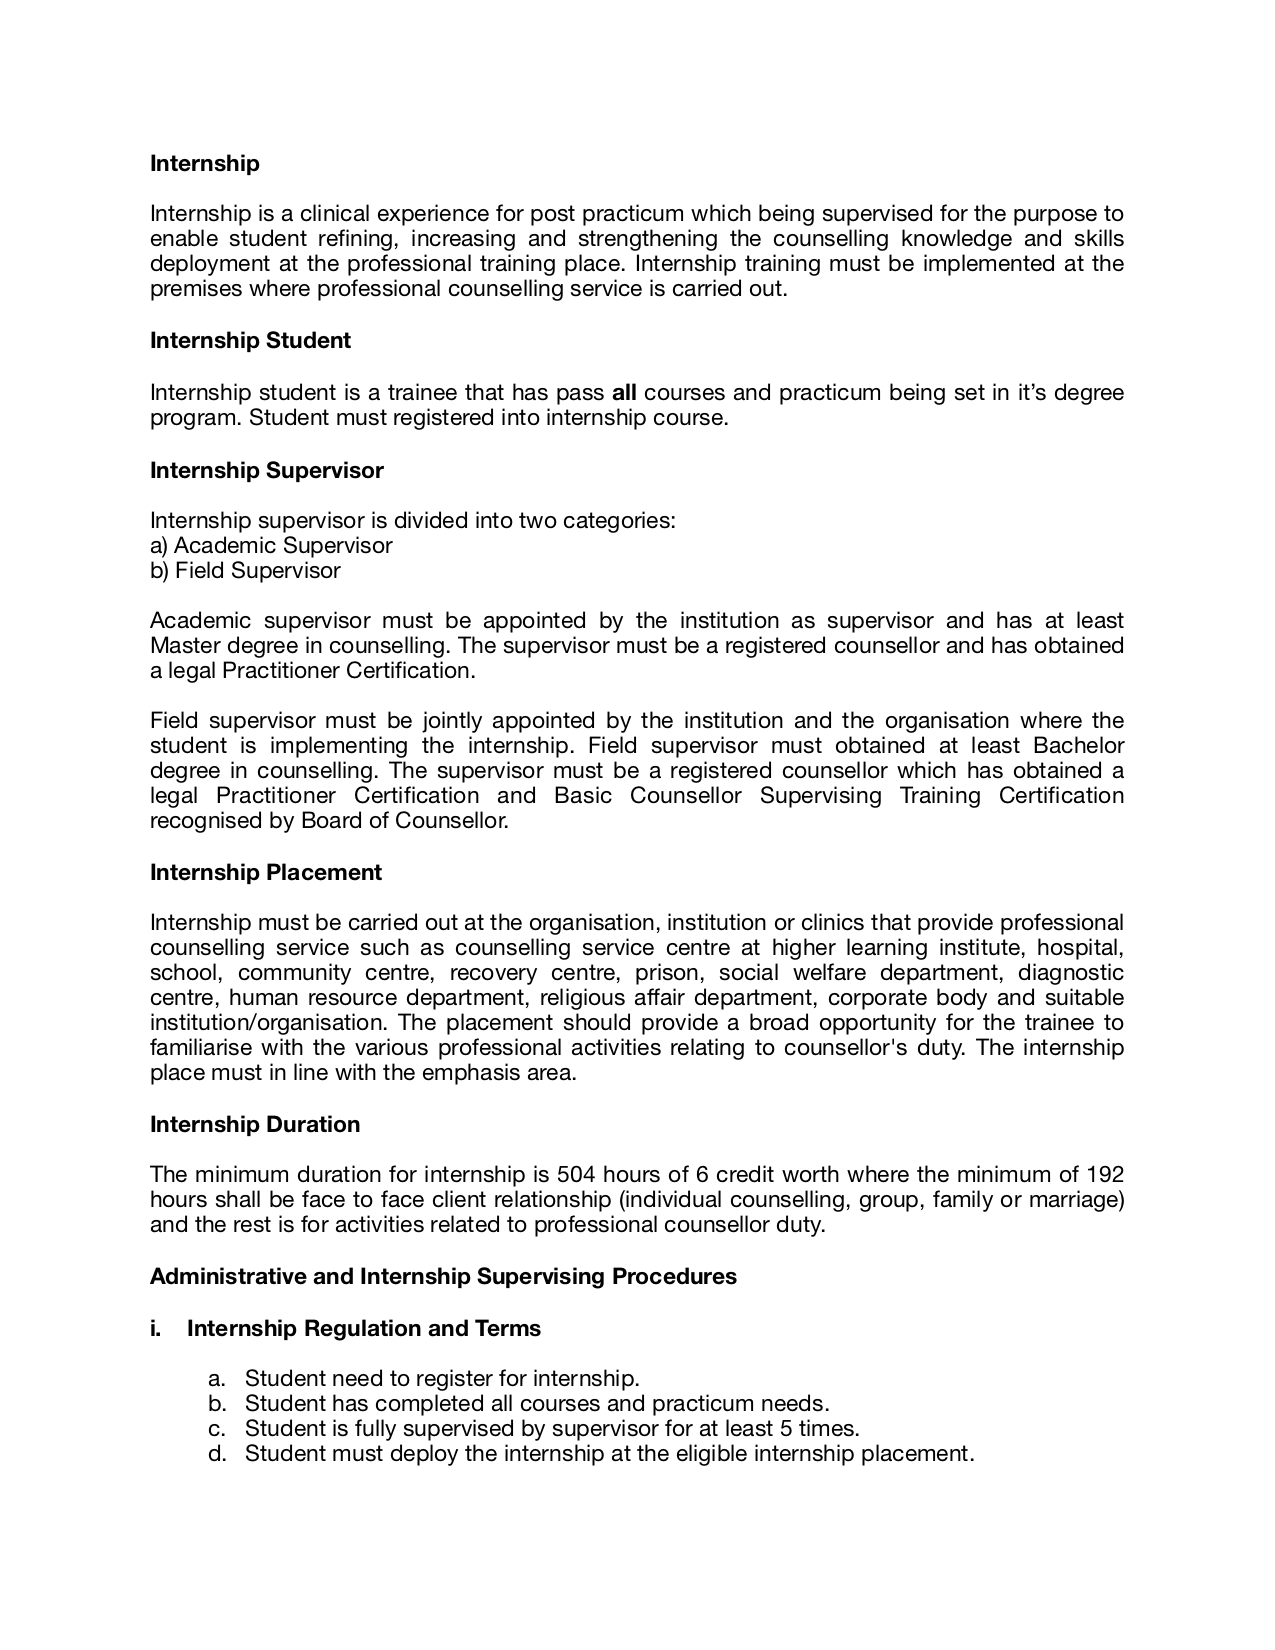 Internship
Internship is a clinical experience for post practicum which being supervised for the purpose to
enable student refining, increasing and strengthening the counselling knowledge and skills
deployment at the professional training place. Internship training must be implemented at the
premises where professional counselling service is carried out.
Internship Student
Internship student is a trainee that has pass all courses and practicum being set in it’s degree
program. Student must registered into internship course.
Internship Supervisor
Internship supervisor is divided into two categories:
a) Academic Supervisor
b) Field Supervisor
Academic supervisor must be appointed by the institution as supervisor and has at least
Master degree in counselling. The supervisor must be a registered counsellor and has obtained
a legal Practitioner Certification.
Field supervisor must be jointly appointed by the institution and the organisation where the
student is implementing the internship. Field supervisor must obtained at least Bachelor
degree in counselling. The supervisor must be a registered counsellor which has obtained a
legal Practitioner Certification and Basic Counsellor Supervising Training Certification
recognised by Board of Counsellor.
Internship Placement
Internship must be carried out at the organisation, institution or clinics that provide professional
counselling service such as counselling service centre at higher learning institute, hospital,
school, community centre, recovery centre, prison, social welfare department, diagnostic
centre, human resource department, religious affair department, corporate body and suitable
institution/organisation. The placement should provide a broad opportunity for the trainee to
familiarise with the various professional activities relating to counsellor's duty. The internship
place must in line with the emphasis area.
Internship Duration
The minimum duration for internship is 504 hours of 6 credit worth where the minimum of 192
hours shall be face to face client relationship (individual counselling, group, family or marriage)
and the rest is for activities related to professional counsellor duty.
Administrative and Internship Supervising Procedures
i. Internship Regulation and Terms
a. Student need to register for internship.
b. Student has completed all courses and practicum needs.
c. Student is fully supervised by supervisor for at least 5 times.
d. Student must deploy the internship at the eligible internship placement.